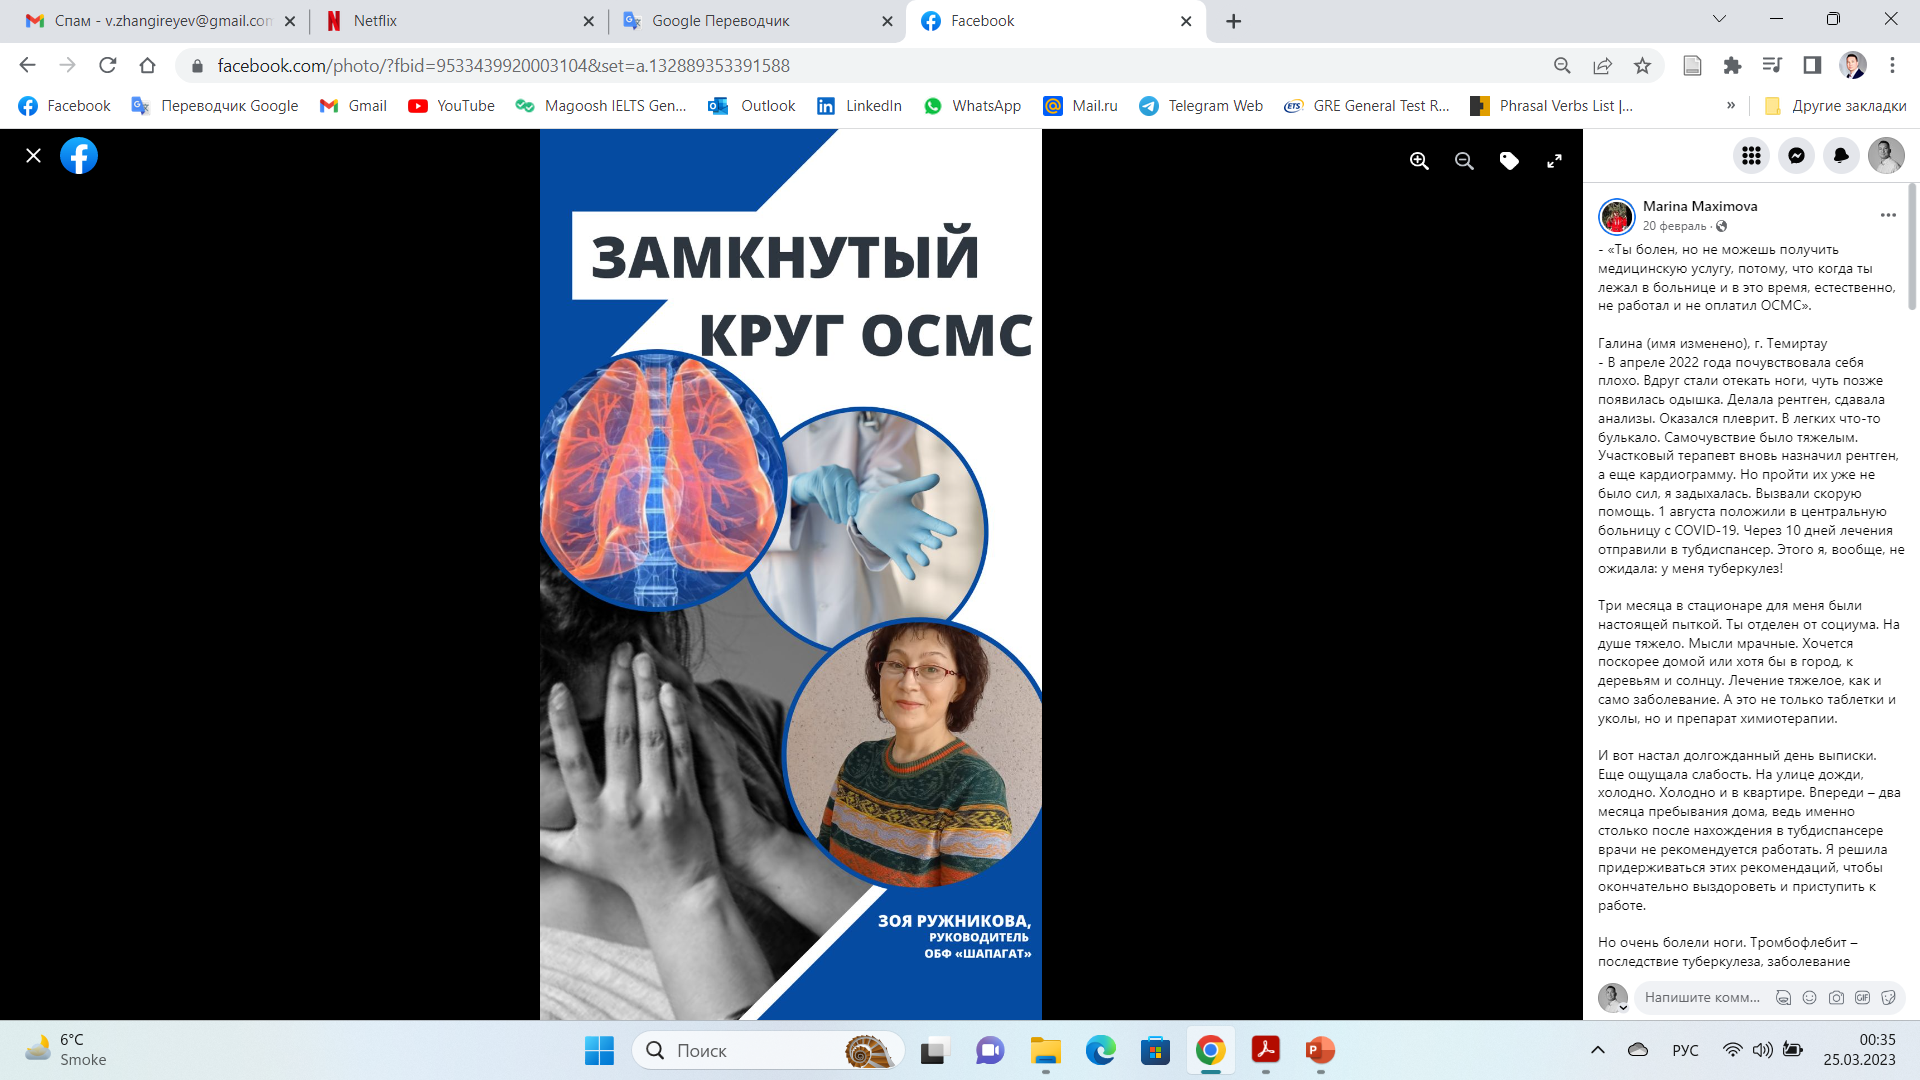 Спам - v.zhangireyev@gmail.con
Netflix
Google Переводчик
Facebook
facebook.com/photo/?fbid=9533439920003104&set=a.132889353391588
Facebook
Переводчик Google
Gmail
YouTube
Magoosh IELTS Gen...
Outlook
LinkedIn
WhatsApp
Mail.ru
Telegram Web
ETS
GRE General Test R...
Phrasal Verbs List |...
»
Другие закладки
ЗАМКНУТЫЙ
КРУГ ОСМС
ЗОЯ РУЖНИКОВА,
РУКОВОДИТЕЛЬ
ОБФ «ШАПАГАТ»
Marina Maximova
20 февраль ·
- «Ты болен, но не можешь получить
медицинскую услугу, потому, что когда ты
лежал в больнице и в это время, естественно,
не работал и не оплатил ОСМС».
Галина (имя изменено), г. Темиртау
- В апреле 2022 года почувствовала себя
плохо. Вдруг стали отекать ноги, чуть позже
появилась одышка. Делала рентген, сдавала
анализы. Оказался плеврит. В легких что-то
булькало. Самочувствие было тяжелым.
Участковый терапевт вновь назначил рентген,
а еще кардиограмму. Но пройти их уже не
было сил, я задыхалась. Вызвали скорую
помощь. 1 августа положили в центральную
больницу с COVID-19. Через 10 дней лечения
отправили в тубдиспансер. Этого я, вообще, не
ожидала: у меня туберкулез!
Три месяца в стационаре для меня были
настоящей пыткой. Ты отделен от социума. На
душе тяжело. Мысли мрачные. Хочется
поскорее домой или хотя бы в город, к
деревьям и солнцу. Лечение тяжелое, как и
само заболевание. А это не только таблетки и
уколы, но и препарат химиотерапии.
И вот настал долгожданный день выписки.
Еще ощущала слабость. На улице дожди,
холодно. Холодно и в квартире. Впереди – два
месяца пребывания дома, ведь именно
столько после нахождения в тубдиспансере
врачи не рекомендуется работать. Я решила
придерживаться этих рекомендаций, чтобы
окончательно выздороветь и приступить к
работе.
Но очень болели ноги. Тромбофлебит –
последствие туберкулеза, заболевание
Напишите комм...
GIF
6°C
Smoke
Поиск
РУС
00:35
25.03.2023